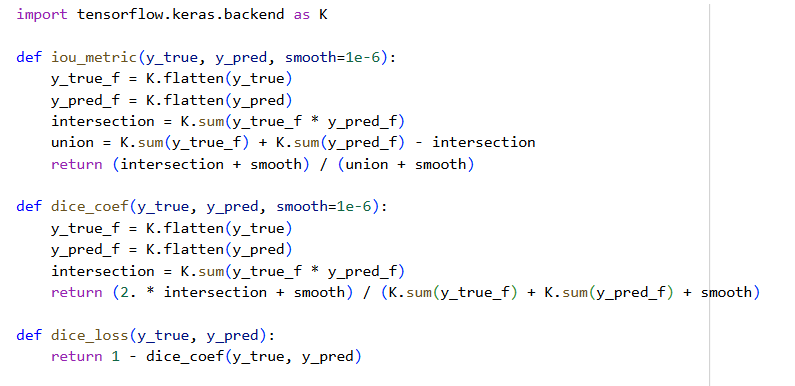 import tensorflow.keras.backend as K

def iou_metric(y_true, y_pred, smooth=1e-6):
    y_true_f = K.flatten(y_true)
    y_pred_f = K.flatten(y_pred)
    intersection = K.sum(y_true_f * y_pred_f)
    union = K.sum(y_true_f) + K.sum(y_pred_f) - intersection
    return (intersection + smooth) / (union + smooth)

def dice_coef(y_true, y_pred, smooth=1e-6):
    y_true_f = K.flatten(y_true)
    y_pred_f = K.flatten(y_pred)
    intersection = K.sum(y_true_f * y_pred_f)
    return (2. * intersection + smooth) / (K.sum(y_true_f) + K.sum(y_pred_f) + smooth)

def dice_loss(y_true, y_pred):
    return 1 - dice_coef(y_true, y_pred)